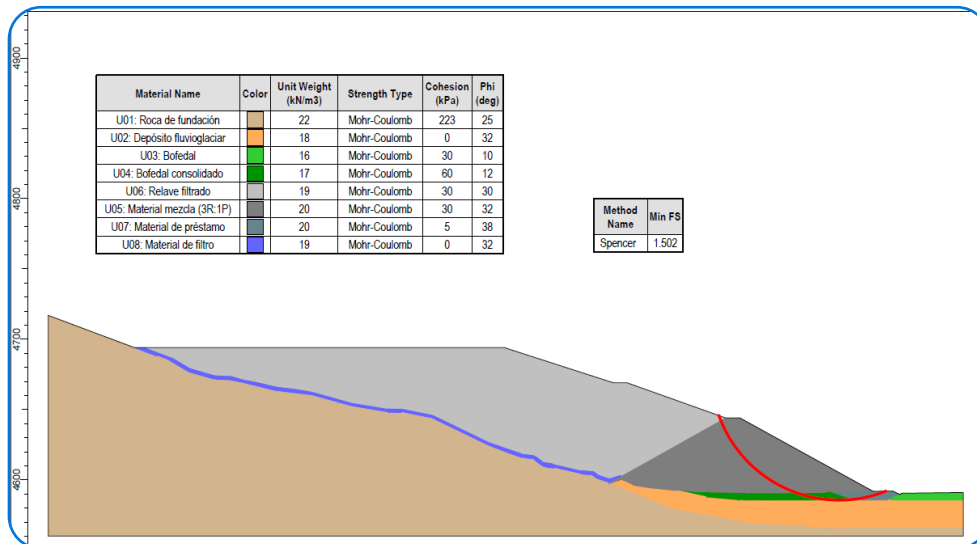 4900
4800
4700
4600
Material Name Color Unit Weight (kN/m3) Strength Type Cohesion (kPa) Phi (deg)
U01: Roca de fundación 22 Mohr-Coulomb 223 25
U02: Depósito fluvioglaciar 18 Mohr-Coulomb 0 32
U03: Bofedal 16 Mohr-Coulomb 30 10
U04: Bofedal consolidado 17 Mohr-Coulomb 60 12
U06: Relave filtrado 19 Mohr-Coulomb 30 30
U05: Material mezcla (3R:1P) 20 Mohr-Coulomb 30 32
U07: Material de préstamo 20 Mohr-Coulomb 5 38
U08: Material de filtro 19 Mohr-Coulomb 0 32
Method Name Min FS
Spencer 1.502